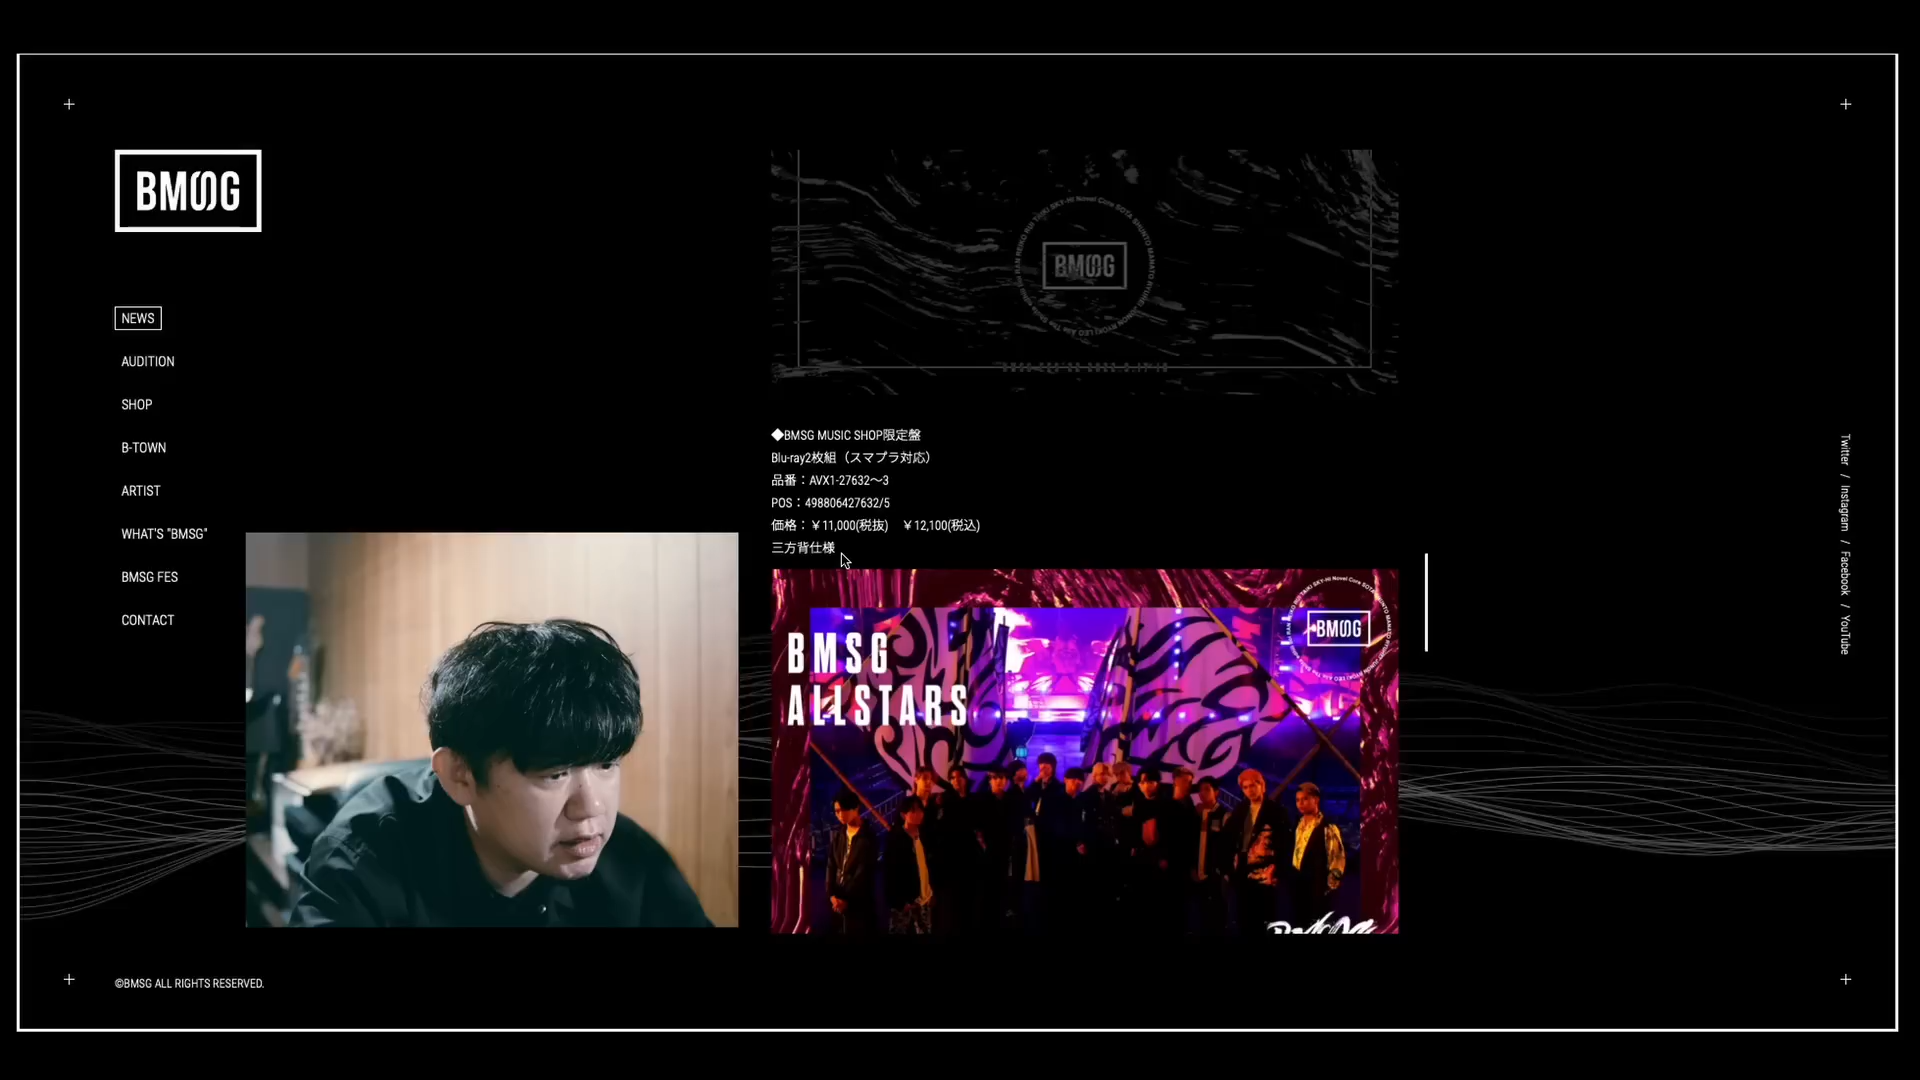 BMSG
NEWS
AUDITION
SHOP
B-TOWN
ARTIST
WHAT'S "BMSG"
BMSG FES
CONTACT
©BMSG ALL RIGHTS RESERVED.
BMSG
◆BMSG MUSIC SHOP限定盤
Blu-ray2枚組（スマプラ対応）
品番：AVX1-27632～3
POS：498806427632/5
価格：￥11,000(税抜)　￥12,100(税込)
三方背仕様
BMSG
ALLSTARS
BMSG
Twitter / Instagram / Facebook / YouTube